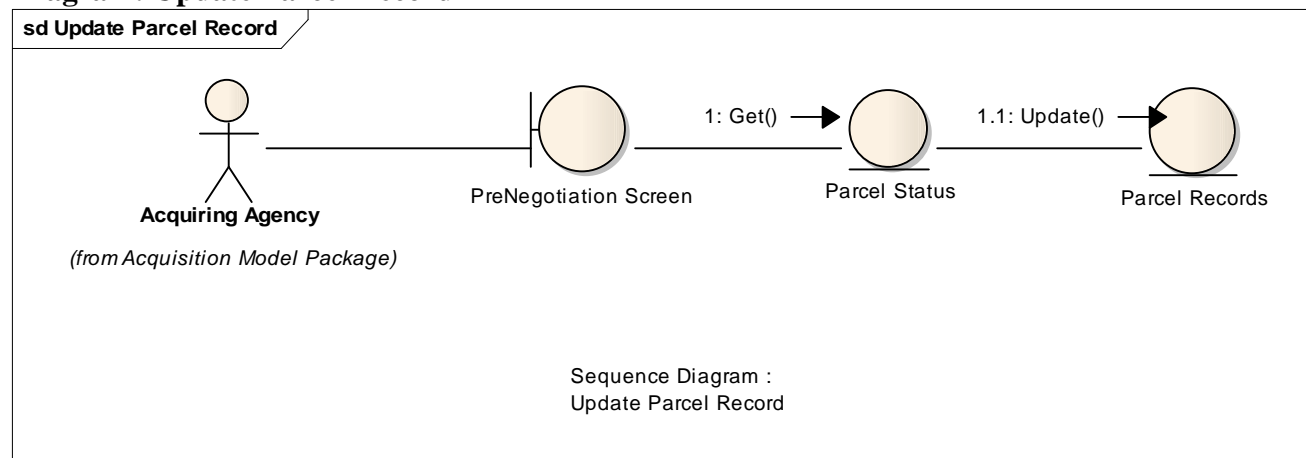 sd Update Parcel Record
1: Get()
1.1: Update()
PreNegotiation Screen
Parcel Status
Parcel Records
Acquiring Agency
(from Acquisition Model Package)
Sequence Diagram :
Update Parcel Record